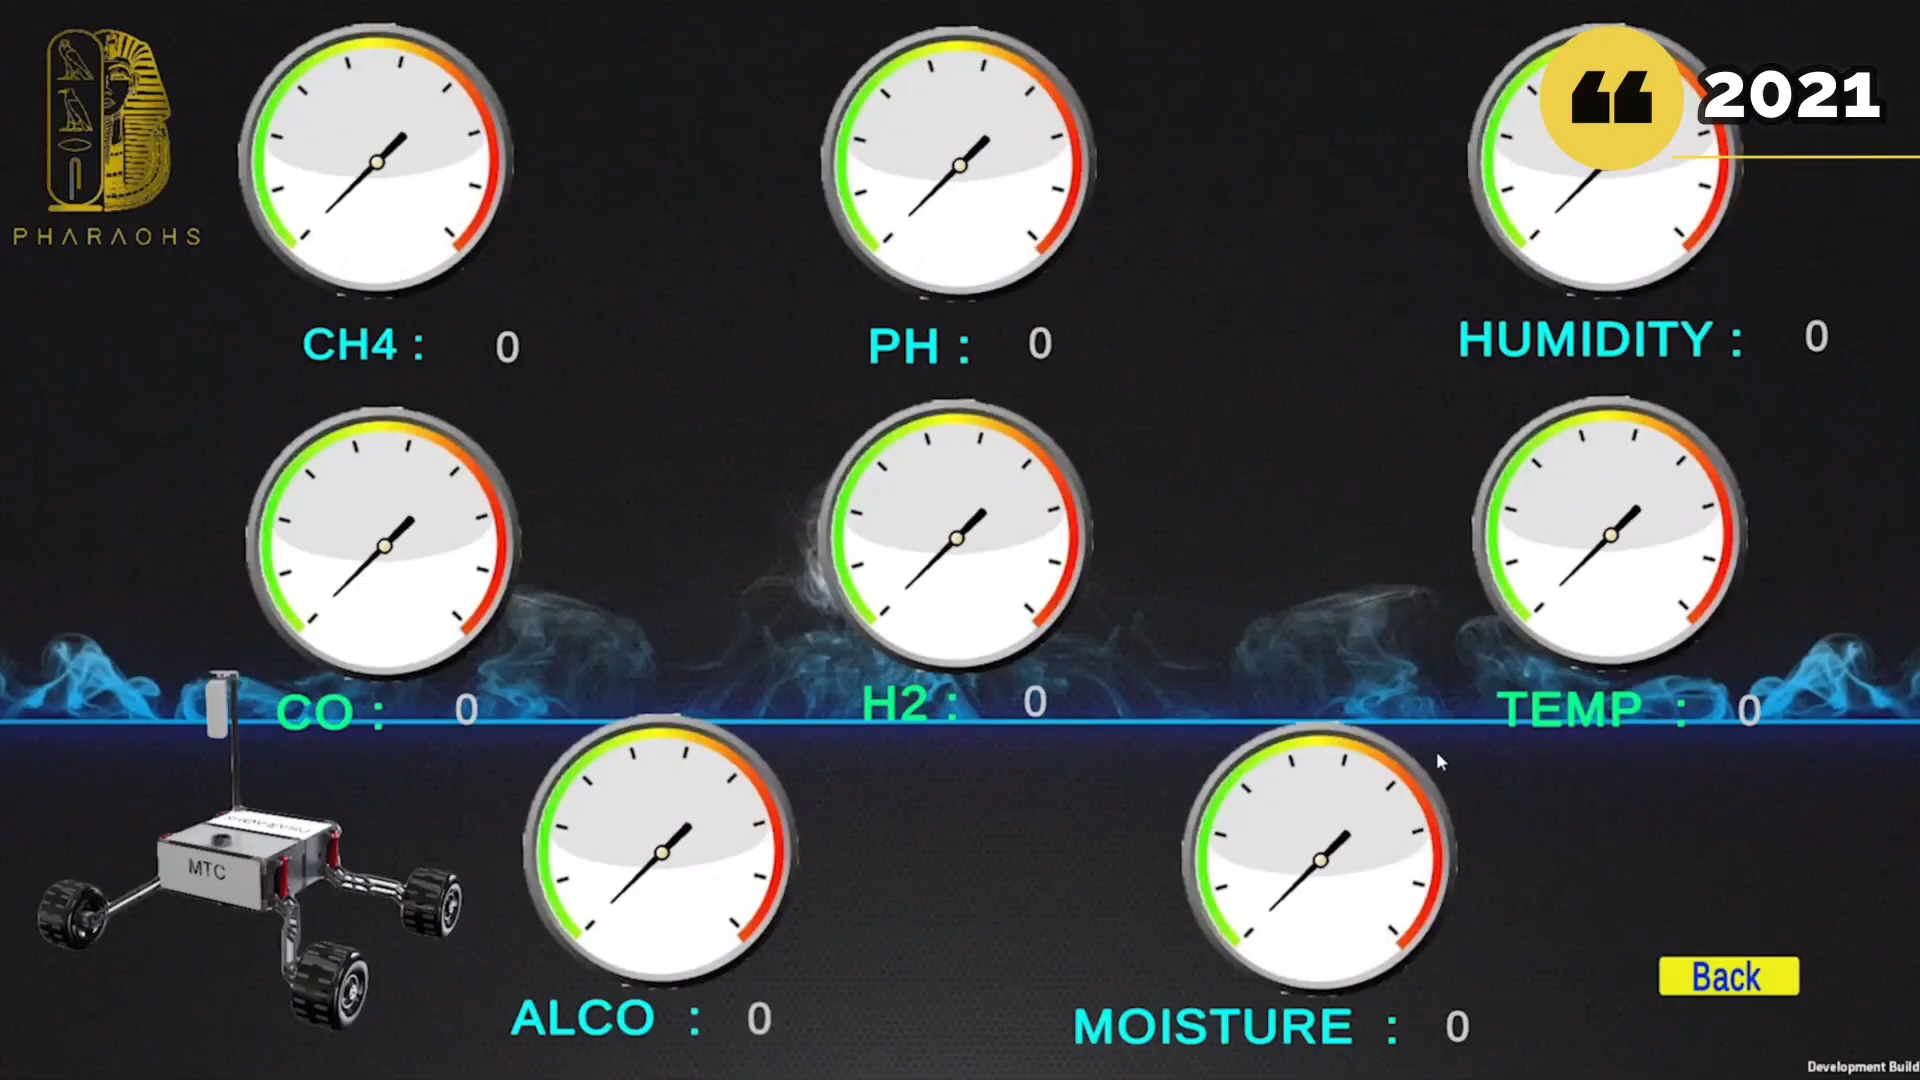 2021
PHARAOHS
CH4 : 0
PH : 0
HUMIDITY : 0
CO : 0
H2 : 0
TEMP : 0
MTC
ALCO : 0
MOISTURE : 0
Back
Development Build